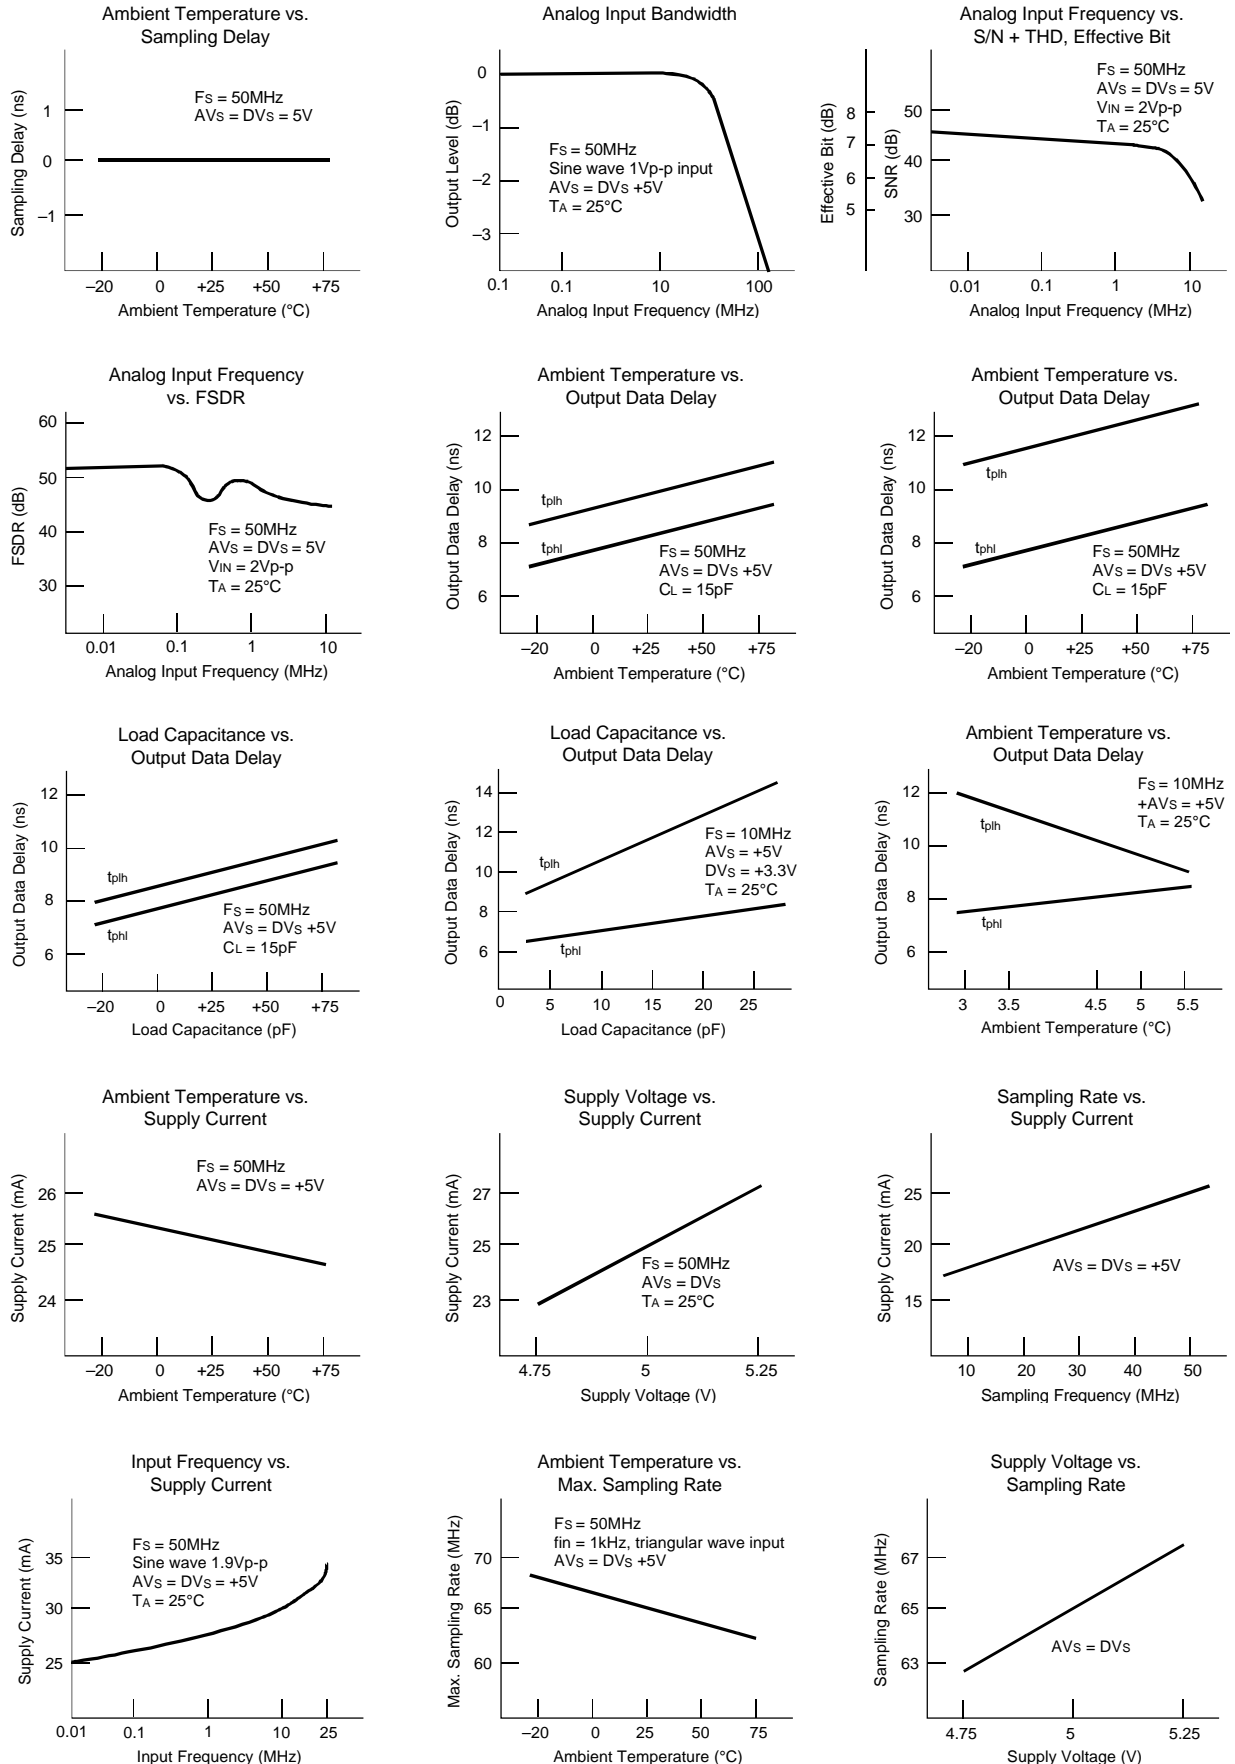 Ambient Temperature vs.
Sampling Delay
Sampling Delay (ns)
1
0
–1
FS = 50MHz
AVS = DVS = 5V
–20 0 +25 +50 +75
Ambient Temperature (°C)
Analog Input Bandwidth
Output Level (dB)
0
–1
–2
–3
FS = 50MHz
Sine wave 1Vp-p input
AVS = DVS +5V
TA = 25°C
0.1 0.1 10 100
Analog Input Frequency (MHz)
Analog Input Frequency vs.
S/N + THD, Effective Bit
Effective Bit (dB)
8
7
6
5
SNR (dB)
50
40
30
FS = 50MHz
AVS = DVS = 5V
VIN = 2Vp-p
TA = 25°C
0.01 0.1 1 10
Analog Input Frequency (MHz)
Analog Input Frequency
vs. FSDR
FSDR (dB)
60
50
40
30
FS = 50MHz
AVS = DVS = 5V
VIN = 2Vp-p
TA = 25°C
0.01 0.1 1 10
Analog Input Frequency (MHz)
Ambient Temperature vs.
Output Data Delay
Output Data Delay (ns)
12
10
8
6
tplh
tphl
FS = 50MHz
AVS = DVS +5V
CL = 15pF
–20 0 +25 +50 +75
Ambient Temperature (°C)
Ambient Temperature vs.
Output Data Delay
Output Data Delay (ns)
12
10
8
6
tplh
tphl
FS = 50MHz
AVS = DVS +5V
CL = 15pF
–20 0 +25 +50 +75
Ambient Temperature (°C)
Load Capacitance vs.
Output Data Delay
Output Data Delay (ns)
12
10
8
6
tplh
tphl
FS = 50MHz
AVS = DVS +5V
CL = 15pF
–20 0 +25 +50 +75
Load Capacitance (pF)
Load Capacitance vs.
Output Data Delay
Output Data Delay (ns)
14
12
10
8
6
tplh
tphl
FS = 10MHz
AVS = +5V
DVS = +3.3V
TA = 25°C
0 5 10 15 20 25
Load Capacitance (pF)
Ambient Temperature vs.
Output Data Delay
Output Data Delay (ns)
12
10
8
6
tplh
tphl
FS = 10MHz
+AVS = +5V
TA = 25°C
3 3.5 4.5 5 5.5
Ambient Temperature (°C)
Ambient Temperature vs.
Supply Current
Supply Current (mA)
26
25
24
FS = 50MHz
AVS = DVS = +5V
–20 0 +25 +50 +75
Ambient Temperature (°C)
Supply Voltage vs.
Supply Current
Supply Current (mA)
27
25
23
FS = 50MHz
AVS = DVS
TA = 25°C
4.75 5 5.25
Supply Voltage (V)
Sampling Rate vs.
Supply Current
Supply Current (mA)
25
20
15
AVS = DVS = +5V
10 20 30 40 50
Sampling Frequency (MHz)
Input Frequency vs.
Supply Current
Supply Current (mA)
35
30
25
FS = 50MHz
Sine wave 1.9Vp-p
AVS = DVS = +5V
TA = 25°C
0.01 0.1 1 10 25
Input Frequency (MHz)
Ambient Temperature vs.
Max. Sampling Rate
Max. Sampling Rate (MHz)
70
65
60
FS = 50MHz
fin = 1kHz, triangular wave input
AVS = DVS +5V
–20 0 25 50 75
Ambient Temperature (°C)
Supply Voltage vs.
Sampling Rate
Sampling Rate (MHz)
67
65
63
AVS = DVS
4.75 5 5.25
Supply Voltage (V)